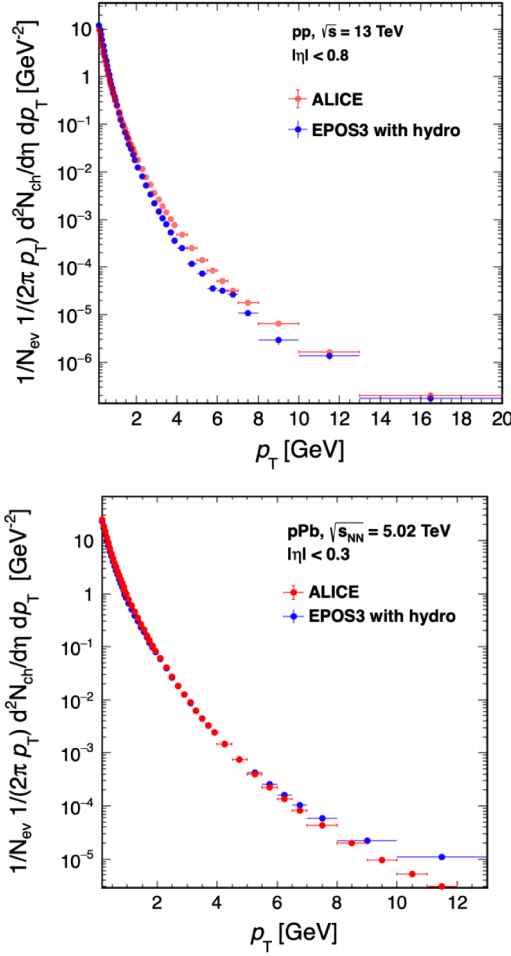 pp, √s = 13 TeV
|η| < 0.8
ALICE
EPOS3 with hydro
1/N_ev 1/(2π p_T) d²N_ch/dη dp_T [GeV⁻²]
10
1
10⁻¹
10⁻²
10⁻³
10⁻⁴
10⁻⁵
10⁻⁶
2 4 6 8 10 12 14 16 18 20
p_T [GeV]
pPb, √s_NN = 5.02 TeV
|η| < 0.3
ALICE
EPOS3 with hydro
1/N_ev 1/(2π p_T) d²N_ch/dη dp_T [GeV⁻²]
10
1
10⁻¹
10⁻²
10⁻³
10⁻⁴
10⁻⁵
2 4 6 8 10 12
p_T [GeV]